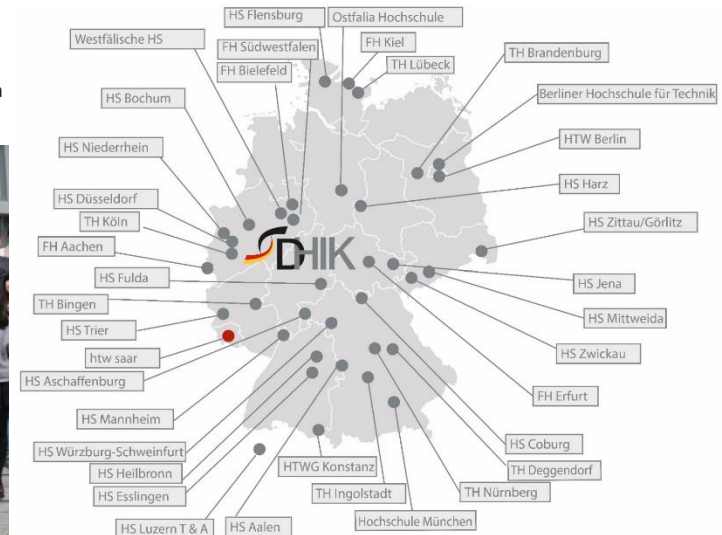 HS Flensburg
Ostfalia Hochschule
Westfälische HS
FH Südwestfalen
FH Kiel
TH Brandenburg
FH Bielefeld
TH Lübeck
HS Bochum
Berliner Hochschule für Technik
HS Niederrhein
HTW Berlin
HS Düsseldorf
HS Harz
TH Köln
HS Zittau/Görlitz
FH Aachen
DHIK
HS Fulda
HS Jena
TH Bingen
HS Mittweida
HS Trier
HS Zwickau
htw saar
HS Aschaffenburg
FH Erfurt
HS Mannheim
HS Coburg
HS Würzburg-Schweinfurt
HTWG Konstanz
TH Deggendorf
HS Heilbronn
TH Ingolstadt
TH Nürnberg
HS Esslingen
HS Luzern T & A
HS Aalen
Hochschule München